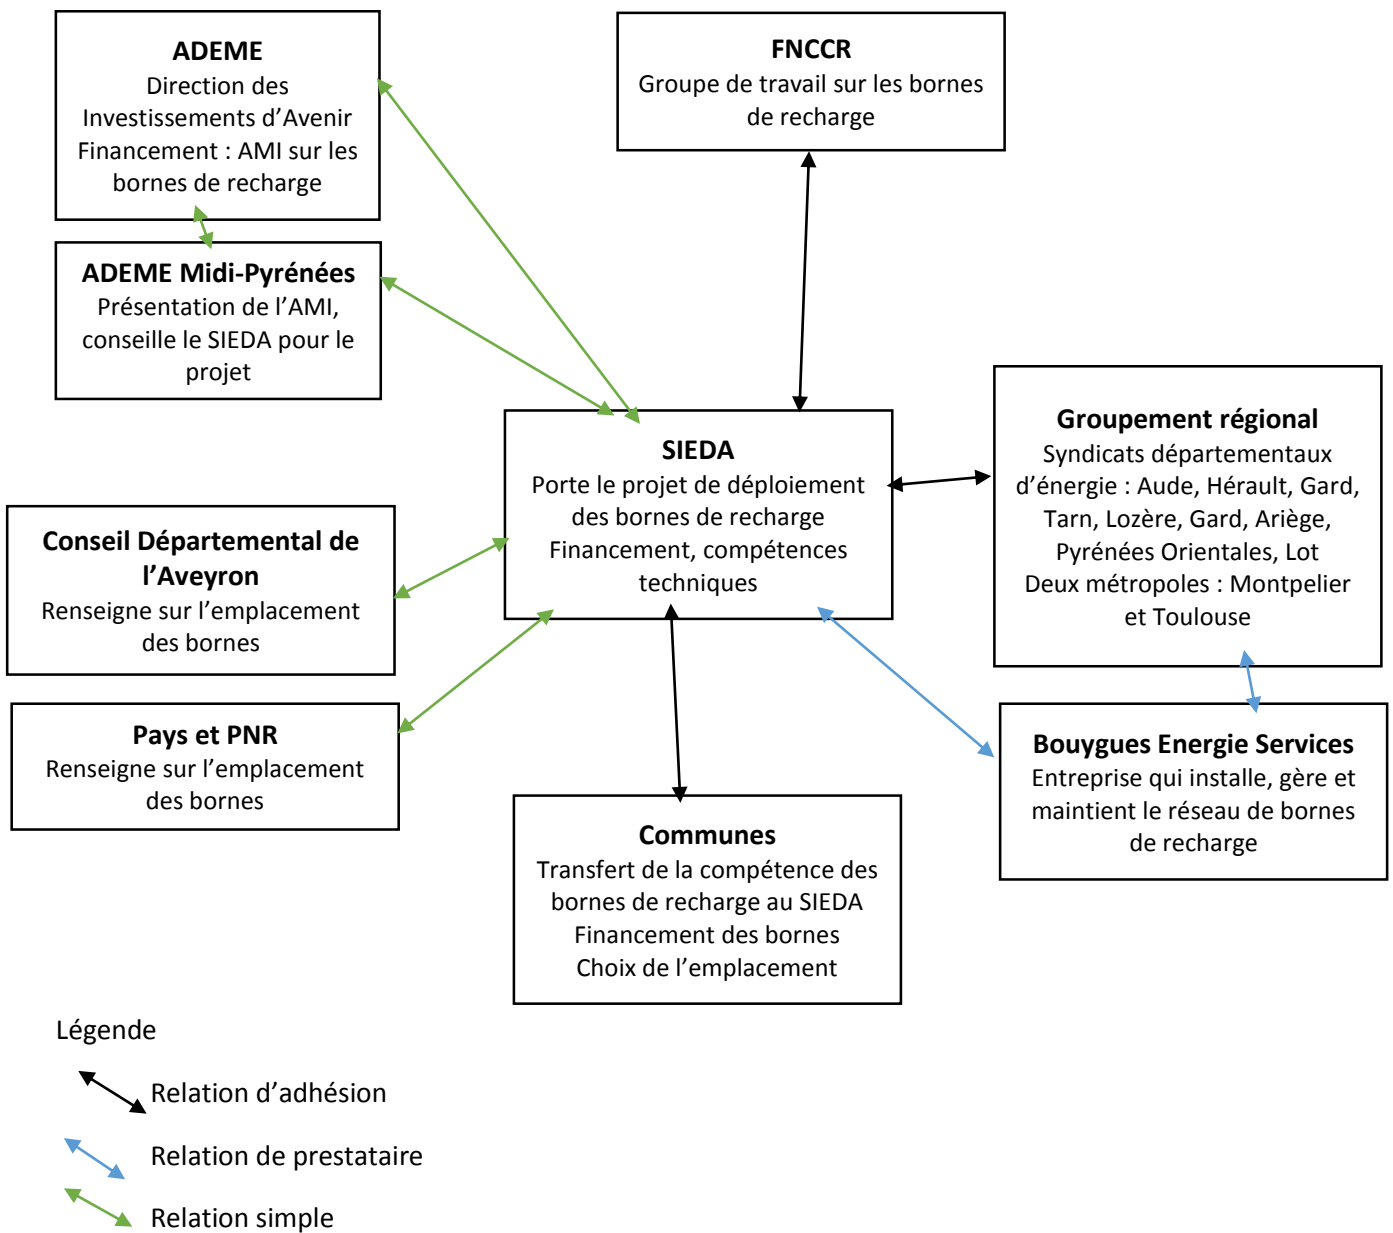 ADEME
Direction des
Investissements d’Avenir
Financement : AMI sur les
bornes de recharge
FNCCR
Groupe de travail sur les bornes
de recharge
ADEME Midi-Pyrénées
Présentation de l’AMI,
conseille le SIEDA pour le
projet
SIEDA
Porte le projet de déploiement
des bornes de recharge
Financement, compétences
techniques
Groupement régional
Syndicats départementaux
d’énergie : Aude, Hérault, Gard,
Tarn, Lozère, Gard, Ariège,
Pyrénées Orientales, Lot
Deux métropoles : Montpelier
et Toulouse
Conseil Départemental de
l’Aveyron
Renseigne sur l’emplacement
des bornes
Pays et PNR
Renseigne sur l’emplacement
des bornes
Bouygues Energie Services
Entreprise qui installe, gère et
maintient le réseau de bornes
de recharge
Communes
Transfert de la compétence des
bornes de recharge au SIEDA
Financement des bornes
Choix de l’emplacement
Légende
Relation d’adhésion
Relation de prestataire
Relation simple